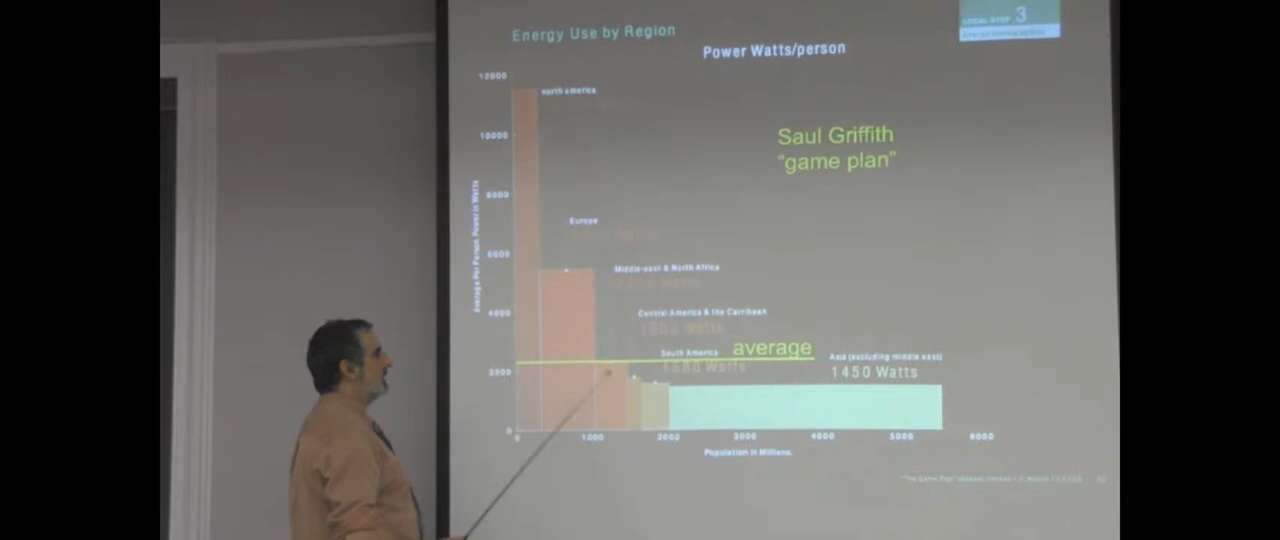 Energy Use by Region
LOCAL STEP 3
Power Watts/person
12000
north america
Saul Griffith
"game plan"
10000
8000
Average Per Person Power in Watts
Europe
6000
Middle-east & North Africa
4000
Central America & the Carribean
South America
average
Asia (excluding middle east)
1580 Watts
1450 Watts
0
0
1000
2000
3000
4000
5000
6000
Population in Millions.